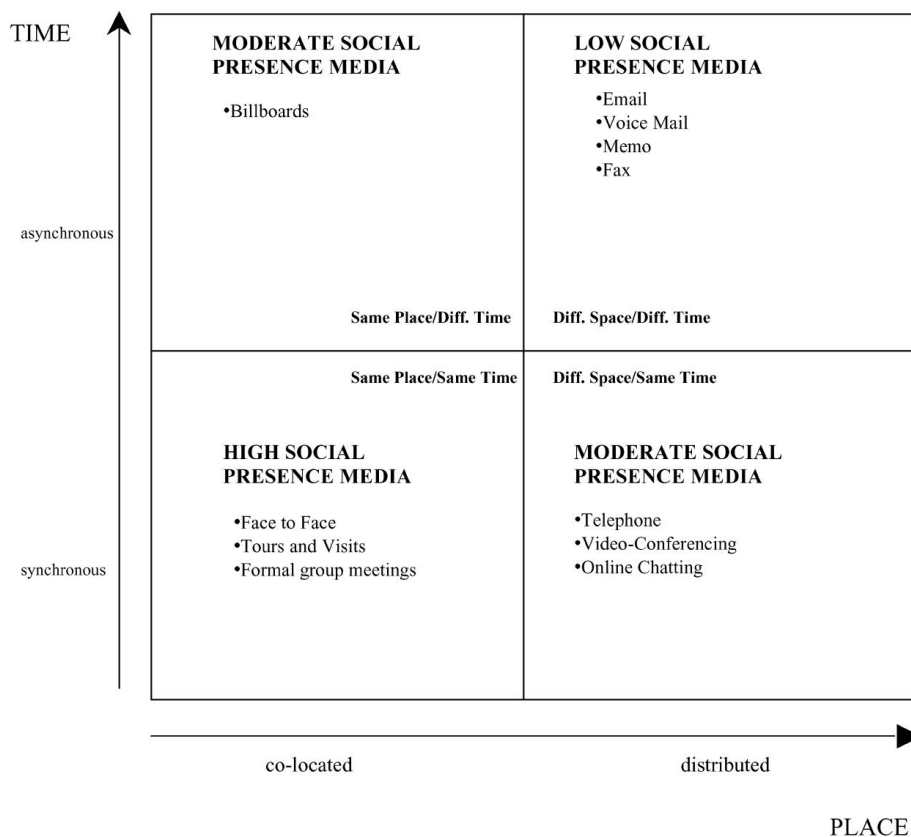 TIME
MODERATE SOCIAL
PRESENCE MEDIA
•Billboards
LOW SOCIAL
PRESENCE MEDIA
•Email
•Voice Mail
•Memo
•Fax
asynchronous
Same Place/Diff. Time
Diff. Space/Diff. Time
Same Place/Same Time
Diff. Space/Same Time
HIGH SOCIAL
PRESENCE MEDIA
•Face to Face
•Tours and Visits
•Formal group meetings
MODERATE SOCIAL
PRESENCE MEDIA
•Telephone
•Video-Conferencing
•Online Chatting
synchronous
co-located
distributed
PLACE